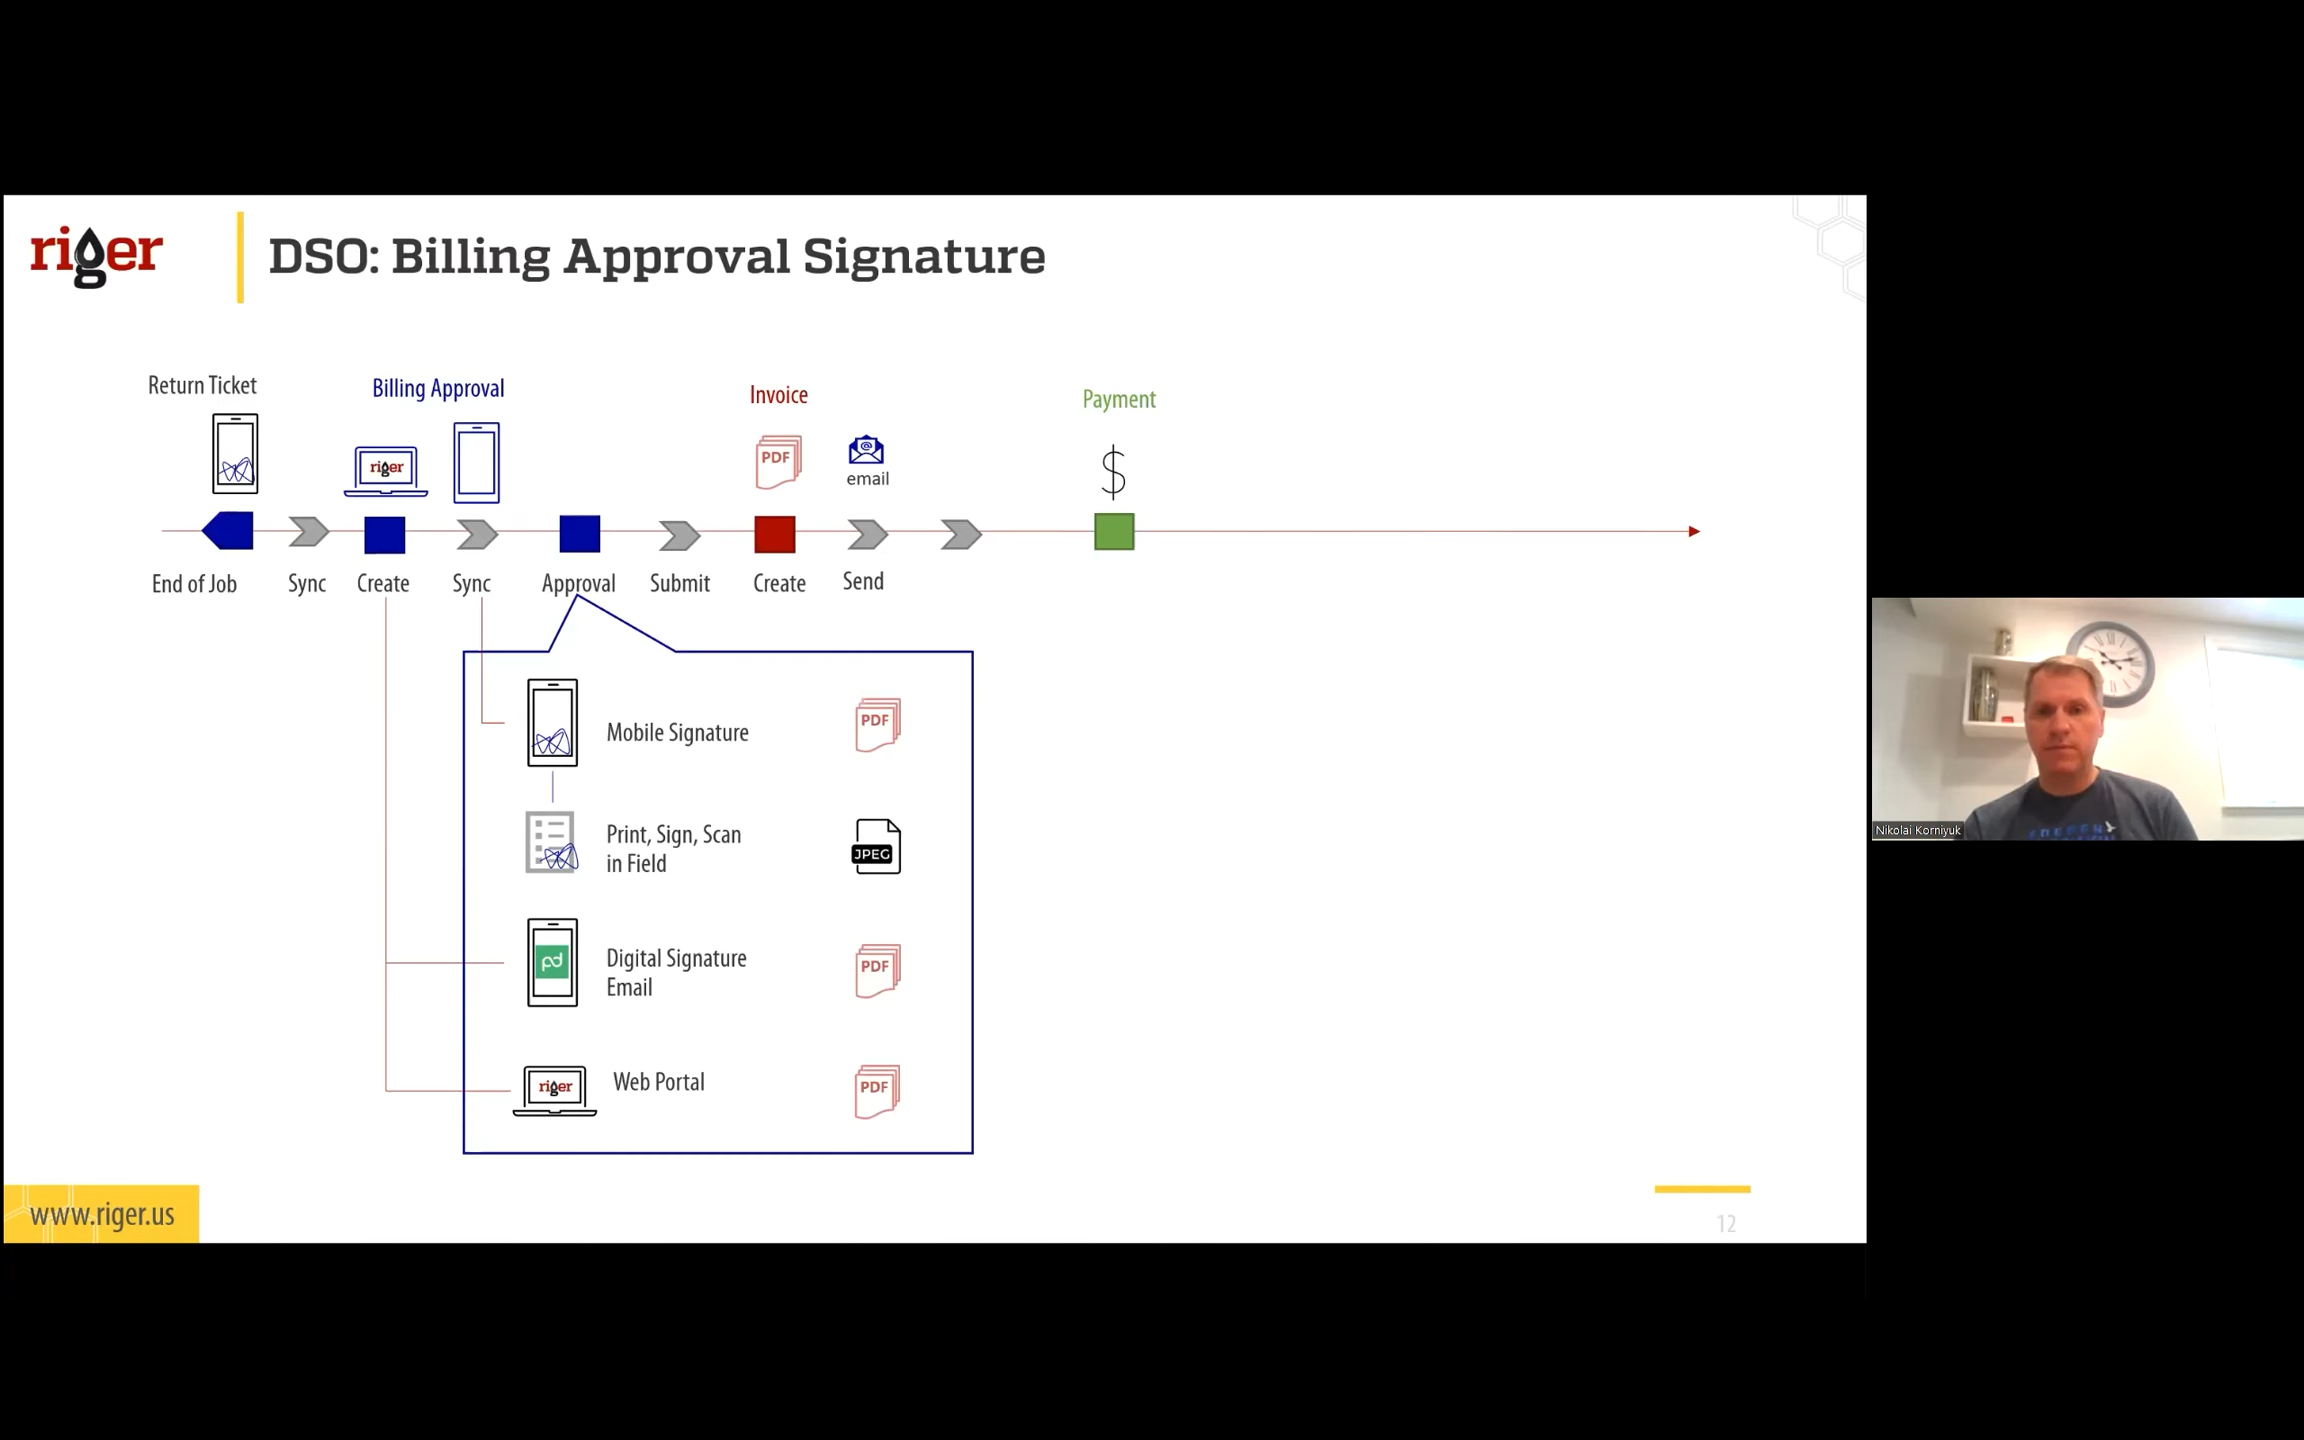 riger
DSO: Billing Approval Signature
Return Ticket
Billing Approval
Invoice
Payment
riger
PDF
@
email
$
End of Job
Sync
Create
Sync
Approval
Submit
Create
Send
Mobile Signature
PDF
Print, Sign, Scan
in Field
JPEG
pd
Digital Signature
Email
PDF
riger
Web Portal
PDF
www.riger.us
12
Nikolai Korniyuk